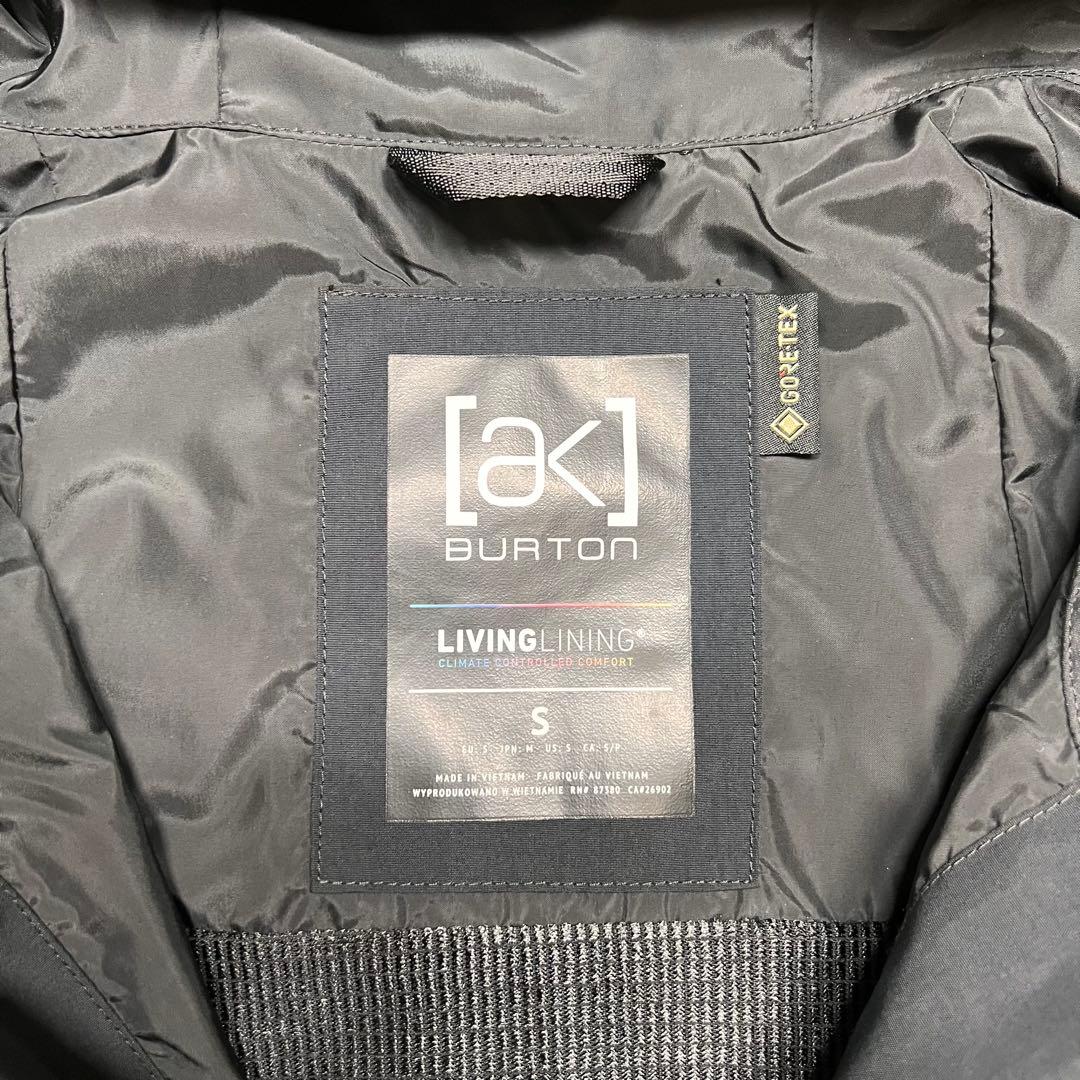 [ak]
BURTON
LIVINGLINING®
CLIMATE CONTROLLED COMFORT
S
EU: S JPN: M US: S CA: S/P
MADE IN VIETNAM FABRIQUÉ AU VIETNAM
WYPRODUKOWANO W WIETNAMIE RN# 87580 CA#26902
GORE-TEX